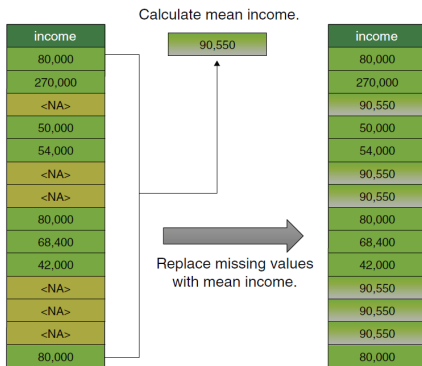 Calculate mean income.
90,550
income
80,000
270,000
<NA>
50,000
54,000
<NA>
<NA>
80,000
68,400
42,000
<NA>
<NA>
<NA>
80,000
Replace missing values
with mean income.
income
80,000
270,000
90,550
50,000
54,000
90,550
90,550
80,000
68,400
42,000
90,550
90,550
90,550
80,000